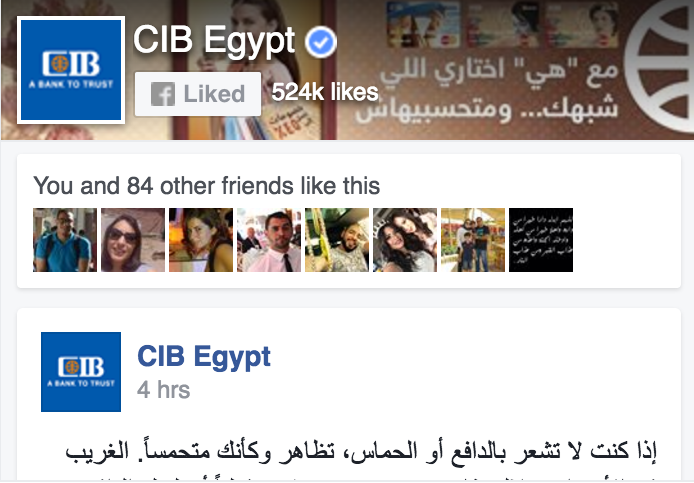 CIB
A BANK TO TRUST
CIB Egypt
Liked
524k likes
مع "هي" اختاري اللي
شبهك... ومتحسبيهاش
You and 84 other friends like this
CIB
A BANK TO TRUST
CIB Egypt
4 hrs
إذا كنت لا تشعر بالدافع أو الحماس، تظاهر وكأنك متحمساً. الغريب